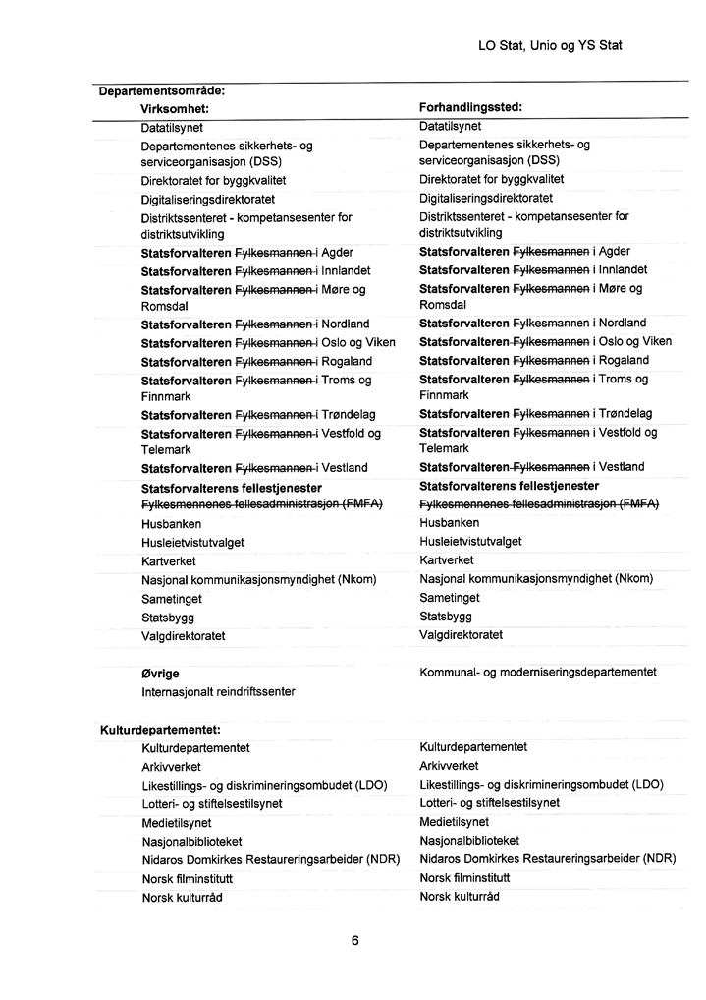 LO Stat, Unio og YS Stat
Departementsområde:
Virksomhet: Forhandlingssted:
Datatilsynet Datatilsynet
Departementenes sikkerhets- og Departementenes sikkerhets- og
serviceorganisasjon (DSS) serviceorganisasjon (DSS)
Direktoratet for byggkvalitet Direktoratet for byggkvalitet
Digitaliseringsdirektoratet Digitaliseringsdirektoratet
Distriktssenteret - kompetansesenter for Distriktssenteret - kompetansesenter for
distriktsutvikling distriktsutvikling
Statsforvalteren Fylkesmannen i Agder Statsforvalteren Fylkesmannen i Agder
Statsforvalteren Fylkesmannen i Innlandet Statsforvalteren Fylkesmannen i Innlandet
Statsforvalteren Fylkesmannen i Møre og Statsforvalteren Fylkesmannen i Møre og
Romsdal Romsdal
Statsforvalteren Fylkesmannen i Nordland Statsforvalteren Fylkesmannen i Nordland
Statsforvalteren Fylkesmannen i Oslo og Viken Statsforvalteren Fylkesmannen i Oslo og Viken
Statsforvalteren Fylkesmannen i Rogaland Statsforvalteren Fylkesmannen i Rogaland
Statsforvalteren Fylkesmannen i Troms og Statsforvalteren Fylkesmannen i Troms og
Finnmark Finnmark
Statsforvalteren Fylkesmannen i Trøndelag Statsforvalteren Fylkesmannen i Trøndelag
Statsforvalteren Fylkesmannen i Vestfold og Statsforvalteren Fylkesmannen i Vestfold og
Telemark Telemark
Statsforvalteren Fylkesmannen i Vestland Statsforvalteren Fylkesmannen i Vestland
Statsforvalterens fellestjenester Statsforvalterens fellestjenester
Fylkesmennenes fellesadministrasjon (FMFA) Fylkesmennenes fellesadministrasjon (FMFA)
Husbanken Husbanken
Husleietvistutvalget Husleietvistutvalget
Kartverket Kartverket
Nasjonal kommunikasjonsmyndighet (Nkom) Nasjonal kommunikasjonsmyndighet (Nkom)
Sametinget Sametinget
Statsbygg Statsbygg
Valgdirektoratet Valgdirektoratet
Øvrige Kommunal- og moderniseringsdepartementet
Internasjonalt reindriftssenter
Kulturdepartementet:
Kulturdepartementet Kulturdepartementet
Arkivverket Arkivverket
Likestillings- og diskrimineringsombudet (LDO) Likestillings- og diskrimineringsombudet (LDO)
Lotteri- og stiftelsestilsynet Lotteri- og stiftelsestilsynet
Medietilsynet Medietilsynet
Nasjonalbiblioteket Nasjonalbiblioteket
Nidaros Domkirkes Restaureringsarbeider (NDR) Nidaros Domkirkes Restaureringsarbeider (NDR)
Norsk filminstitutt Norsk filminstitutt
Norsk kulturråd Norsk kulturråd
6